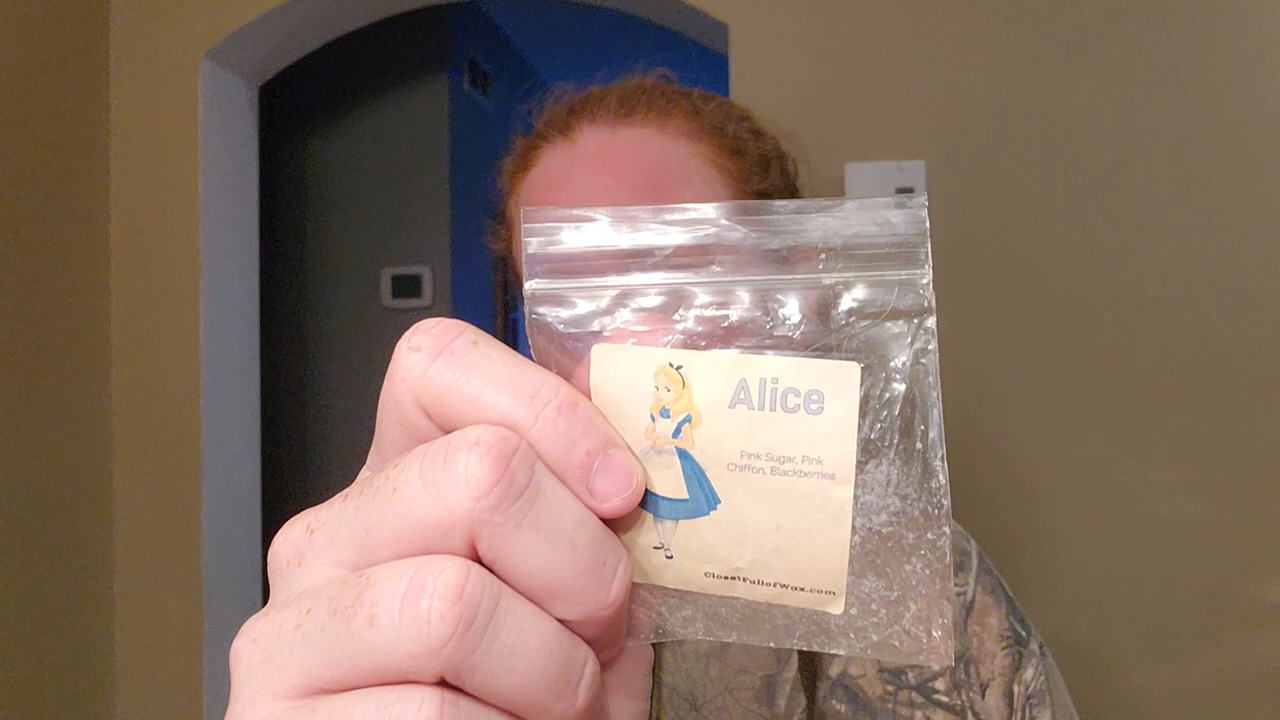 Alice
Pink Sugar, Pink
Chiffon, Blackberries
ClosetFullofWax.com